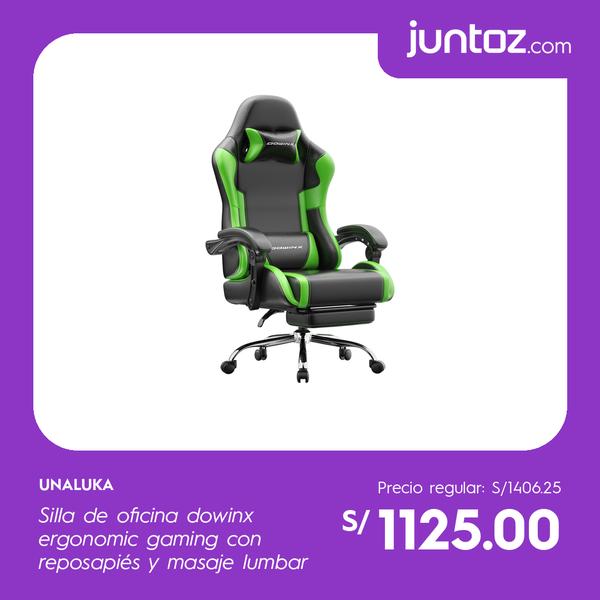 juntoz.com
DOWINX
DOWINX
UNALUKA
Silla de oficina dowinx
ergonomic gaming con
reposapiés y masaje lumbar
Precio regular: S/1406.25
S/ 1125.00